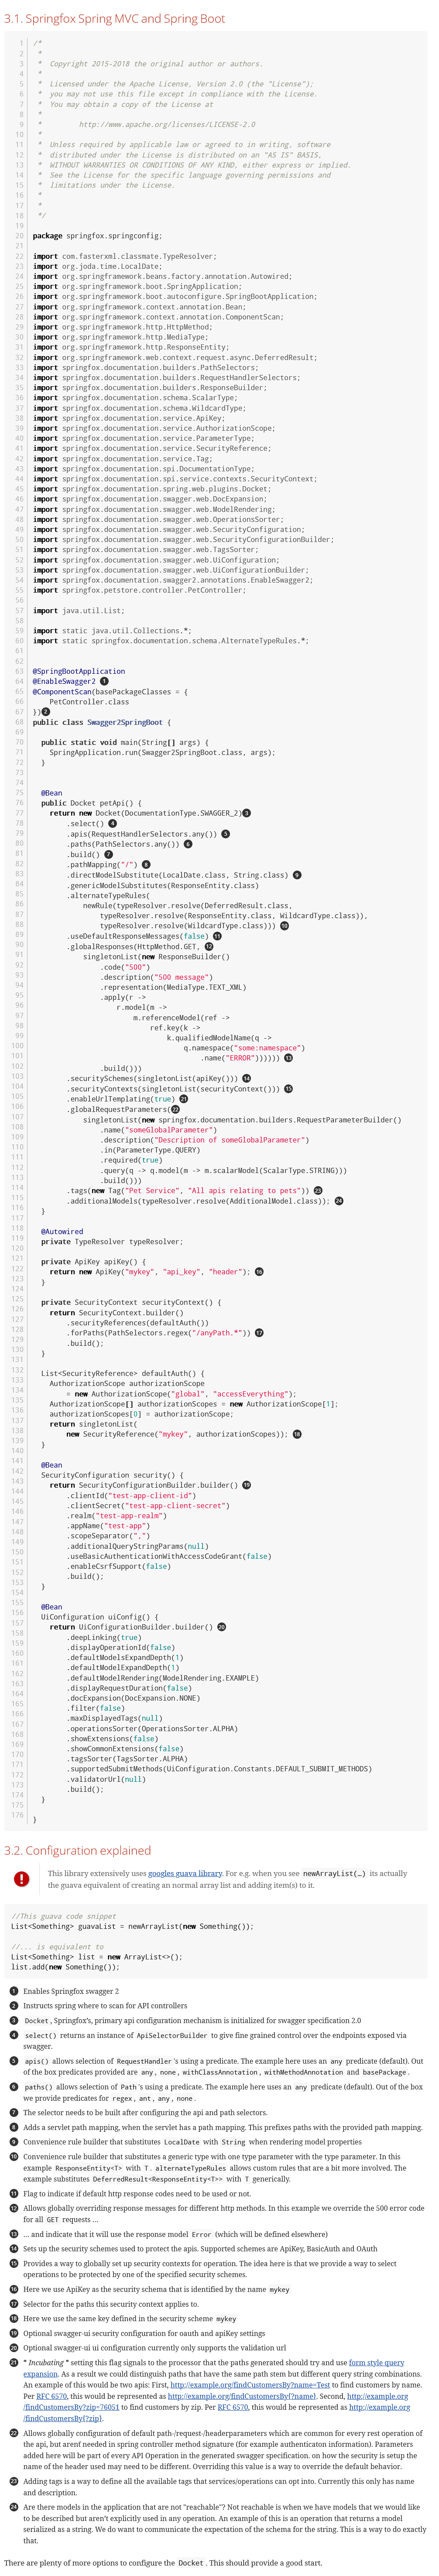 3.1. Springfox Spring MVC and Spring Boot
1 /*
2  *
3  *  Copyright 2015-2018 the original author or authors.
4  *
5  *  Licensed under the Apache License, Version 2.0 (the "License");
6  *  you may not use this file except in compliance with the License.
7  *  You may obtain a copy of the License at
8  *
9  *         http://www.apache.org/licenses/LICENSE-2.0
10  *
11  *  Unless required by applicable law or agreed to in writing, software
12  *  distributed under the License is distributed on an "AS IS" BASIS,
13  *  WITHOUT WARRANTIES OR CONDITIONS OF ANY KIND, either express or implied.
14  *  See the License for the specific language governing permissions and
15  *  limitations under the License.
16  *
17  *
18  */
19
20 package springfox.springconfig;
21
22 import com.fasterxml.classmate.TypeResolver;
23 import org.joda.time.LocalDate;
24 import org.springframework.beans.factory.annotation.Autowired;
25 import org.springframework.boot.SpringApplication;
26 import org.springframework.boot.autoconfigure.SpringBootApplication;
27 import org.springframework.context.annotation.Bean;
28 import org.springframework.context.annotation.ComponentScan;
29 import org.springframework.http.HttpMethod;
30 import org.springframework.http.MediaType;
31 import org.springframework.http.ResponseEntity;
32 import org.springframework.web.context.request.async.DeferredResult;
33 import springfox.documentation.builders.PathSelectors;
34 import springfox.documentation.builders.RequestHandlerSelectors;
35 import springfox.documentation.builders.ResponseBuilder;
36 import springfox.documentation.schema.ScalarType;
37 import springfox.documentation.schema.WildcardType;
38 import springfox.documentation.service.ApiKey;
39 import springfox.documentation.service.AuthorizationScope;
40 import springfox.documentation.service.ParameterType;
41 import springfox.documentation.service.SecurityReference;
42 import springfox.documentation.service.Tag;
43 import springfox.documentation.spi.DocumentationType;
44 import springfox.documentation.spi.service.contexts.SecurityContext;
45 import springfox.documentation.spring.web.plugins.Docket;
46 import springfox.documentation.swagger.web.DocExpansion;
47 import springfox.documentation.swagger.web.ModelRendering;
48 import springfox.documentation.swagger.web.OperationsSorter;
49 import springfox.documentation.swagger.web.SecurityConfiguration;
50 import springfox.documentation.swagger.web.SecurityConfigurationBuilder;
51 import springfox.documentation.swagger.web.TagsSorter;
52 import springfox.documentation.swagger.web.UiConfiguration;
53 import springfox.documentation.swagger.web.UiConfigurationBuilder;
54 import springfox.documentation.swagger2.annotations.EnableSwagger2;
55 import springfox.petstore.controller.PetController;
56
57 import java.util.List;
58
59 import static java.util.Collections.*;
60 import static springfox.documentation.schema.AlternateTypeRules.*;
61
62
63 @SpringBootApplication
64 @EnableSwagger2 1
65 @ComponentScan(basePackageClasses = {
66     PetController.class
67 })2
68 public class Swagger2SpringBoot {
69
70   public static void main(String[] args) {
71     SpringApplication.run(Swagger2SpringBoot.class, args);
72   }
73
74
75   @Bean
76   public Docket petApi() {
77     return new Docket(DocumentationType.SWAGGER_2)3
78         .select() 4
79         .apis(RequestHandlerSelectors.any()) 5
80         .paths(PathSelectors.any()) 6
81         .build() 7
82         .pathMapping("/") 8
83         .directModelSubstitute(LocalDate.class, String.class) 9
84         .genericModelSubstitutes(ResponseEntity.class)
85         .alternateTypeRules(
86             newRule(typeResolver.resolve(DeferredResult.class,
87                 typeResolver.resolve(ResponseEntity.class, WildcardType.class)),
88                 typeResolver.resolve(WildcardType.class))) 10
89         .useDefaultResponseMessages(false) 11
90         .globalResponses(HttpMethod.GET, 12
91             singletonList(new ResponseBuilder()
92                 .code("500")
93                 .description("500 message")
94                 .representation(MediaType.TEXT_XML)
95                 .apply(r ->
96                     r.model(m ->
97                         m.referenceModel(ref ->
98                             ref.key(k ->
99                                 k.qualifiedModelName(q ->
100                                     q.namespace("some:namespace")
101                                         .name("ERROR")))))) 13
102                 .build()))
103         .securitySchemes(singletonList(apiKey())) 14
104         .securityContexts(singletonList(securityContext())) 15
105         .enableUrlTemplating(true) 21
106         .globalRequestParameters(22
107             singletonList(new springfox.documentation.builders.RequestParameterBuilder()
108                 .name("someGlobalParameter")
109                 .description("Description of someGlobalParameter")
110                 .in(ParameterType.QUERY)
111                 .required(true)
112                 .query(q -> q.model(m -> m.scalarModel(ScalarType.STRING)))
113                 .build()))
114         .tags(new Tag("Pet Service", "All apis relating to pets")) 23
115         .additionalModels(typeResolver.resolve(AdditionalModel.class)); 24
116   }
117
118   @Autowired
119   private TypeResolver typeResolver;
120
121   private ApiKey apiKey() {
122     return new ApiKey("mykey", "api_key", "header"); 16
123   }
124
125   private SecurityContext securityContext() {
126     return SecurityContext.builder()
127         .securityReferences(defaultAuth())
128         .forPaths(PathSelectors.regex("/anyPath.*")) 17
129         .build();
130   }
131
132   List<SecurityReference> defaultAuth() {
133     AuthorizationScope authorizationScope
134         = new AuthorizationScope("global", "accessEverything");
135     AuthorizationScope[] authorizationScopes = new AuthorizationScope[1];
136     authorizationScopes[0] = authorizationScope;
137     return singletonList(
138         new SecurityReference("mykey", authorizationScopes)); 18
139   }
140
141   @Bean
142   SecurityConfiguration security() {
143     return SecurityConfigurationBuilder.builder() 19
144         .clientId("test-app-client-id")
145         .clientSecret("test-app-client-secret")
146         .realm("test-app-realm")
147         .appName("test-app")
148         .scopeSeparator(",")
149         .additionalQueryStringParams(null)
150         .useBasicAuthenticationWithAccessCodeGrant(false)
151         .enableCsrfSupport(false)
152         .build();
153   }
154
155   @Bean
156   UiConfiguration uiConfig() {
157     return UiConfigurationBuilder.builder() 20
158         .deepLinking(true)
159         .displayOperationId(false)
160         .defaultModelsExpandDepth(1)
161         .defaultModelExpandDepth(1)
162         .defaultModelRendering(ModelRendering.EXAMPLE)
163         .displayRequestDuration(false)
164         .docExpansion(DocExpansion.NONE)
165         .filter(false)
166         .maxDisplayedTags(null)
167         .operationsSorter(OperationsSorter.ALPHA)
168         .showExtensions(false)
169         .showCommonExtensions(false)
170         .tagsSorter(TagsSorter.ALPHA)
171         .supportedSubmitMethods(UiConfiguration.Constants.DEFAULT_SUBMIT_METHODS)
172         .validatorUrl(null)
173         .build();
174   }
175
176 }
3.2. Configuration explained
This library extensively uses googles guava library. For e.g. when you see newArrayList(…) its actually
the guava equivalent of creating an normal array list and adding item(s) to it.
//This guava code snippet
List<Something> guavaList = newArrayList(new Something());
//... is equivalent to
List<Something> list = new ArrayList<>();
list.add(new Something());
1 Enables Springfox swagger 2
2 Instructs spring where to scan for API controllers
3 Docket, Springfox's, primary api configuration mechanism is initialized for swagger specification 2.0
4 select() returns an instance of ApiSelectorBuilder to give fine grained control over the endpoints exposed via
swagger.
5 apis() allows selection of RequestHandler's using a predicate. The example here uses an any predicate (default). Out
of the box predicates provided are any, none, withClassAnnotation, withMethodAnnotation and basePackage.
6 paths() allows selection of Path's using a predicate. The example here uses an any predicate (default). Out of the box
we provide predicates for regex, ant, any, none.
7 The selector needs to be built after configuring the api and path selectors.
8 Adds a servlet path mapping, when the servlet has a path mapping. This prefixes paths with the provided path mapping.
9 Convenience rule builder that substitutes LocalDate with String when rendering model properties
10 Convenience rule builder that substitutes a generic type with one type parameter with the type parameter. In this
example ResponseEntity<T> with T. alternateTypeRules allows custom rules that are a bit more involved. The
example substitutes DeferredResult<ResponseEntity<T>> with T generically.
11 Flag to indicate if default http response codes need to be used or not.
12 Allows globally overriding response messages for different http methods. In this example we override the 500 error code
for all GET requests …
13 … and indicate that it will use the response model Error (which will be defined elsewhere)
14 Sets up the security schemes used to protect the apis. Supported schemes are ApiKey, BasicAuth and OAuth
15 Provides a way to globally set up security contexts for operation. The idea here is that we provide a way to select
operations to be protected by one of the specified security schemes.
16 Here we use ApiKey as the security schema that is identified by the name mykey
17 Selector for the paths this security context applies to.
18 Here we use the same key defined in the security scheme mykey
19 Optional swagger-ui security configuration for oauth and apiKey settings
20 Optional swagger-ui ui configuration currently only supports the validation url
21 * Incubating * setting this flag signals to the processor that the paths generated should try and use form style query
expansion. As a result we could distinguish paths that have the same path stem but different query string combinations.
An example of this would be two apis: First, http://example.org/findCustomersBy?name=Test to find customers by name.
Per RFC 6570, this would be represented as http://example.org/findCustomersBy{?name}. Second, http://example.org
/findCustomersBy?zip=76051 to find customers by zip. Per RFC 6570, this would be represented as http://example.org
/findCustomersBy{?zip}.
22 Allows globally configuration of default path-/request-/headerparameters which are common for every rest operation of
the api, but arenf needed in spring controller method signature (for example authenticaton information). Parameters
added here will be part of every API Operation in the generated swagger specification. on how the security is setup the
name of the header used may need to be different. Overriding this value is a way to override the default behavior.
23 Adding tags is a way to define all the available tags that services/operations can opt into. Currently this only has name
and description.
24 Are there models in the application that are not "reachable"? Not reachable is when we have models that we would like
to be described but aren't explicitly used in any operation. An example of this is an operation that returns a model
serialized as a string. We do want to communicate the expectation of the schema for the string. This is a way to do exactly
that.
There are plenty of more options to configure the Docket. This should provide a good start.